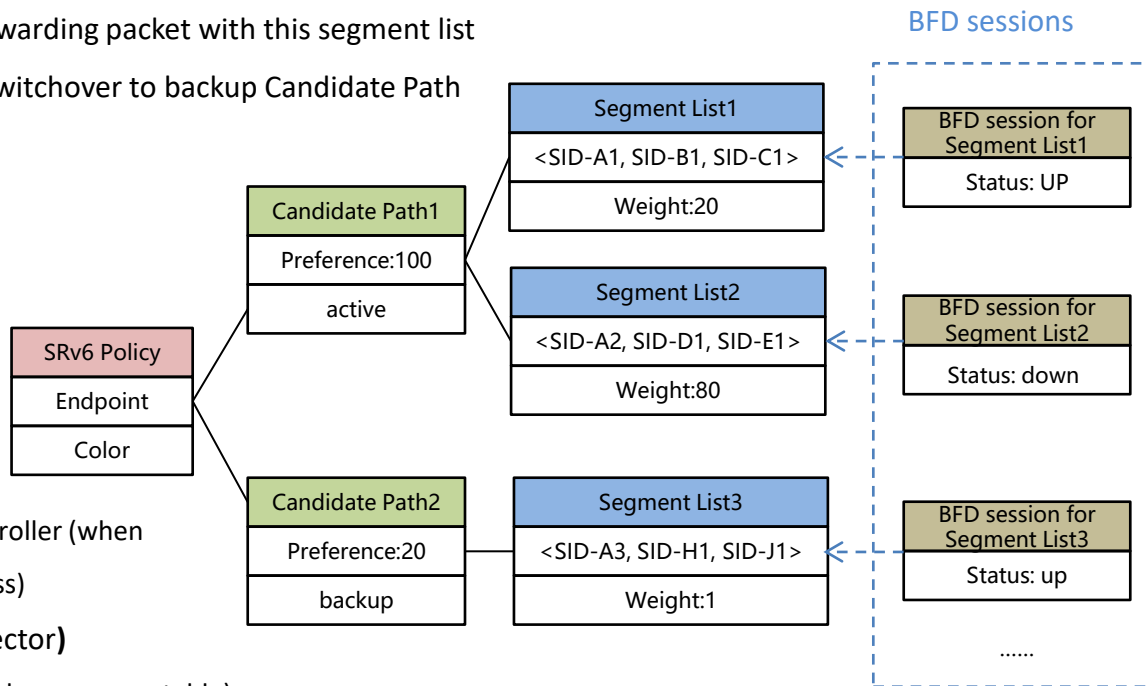 warding packet with this segment list
witchover to backup Candidate Path
BFD sessions
Segment List1
<SID-A1, SID-B1, SID-C1>
Weight:20
BFD session for
Segment List1
Status: UP
Candidate Path1
Preference:100
active
Segment List2
<SID-A2, SID-D1, SID-E1>
Weight:80
BFD session for
Segment List2
Status: down
SRv6 Policy
Endpoint
Color
Candidate Path2
Preference:20
backup
Segment List3
<SID-A3, SID-H1, SID-J1>
Weight:1
BFD session for
Segment List3
Status: up
......
roller (when
ss)
ector)